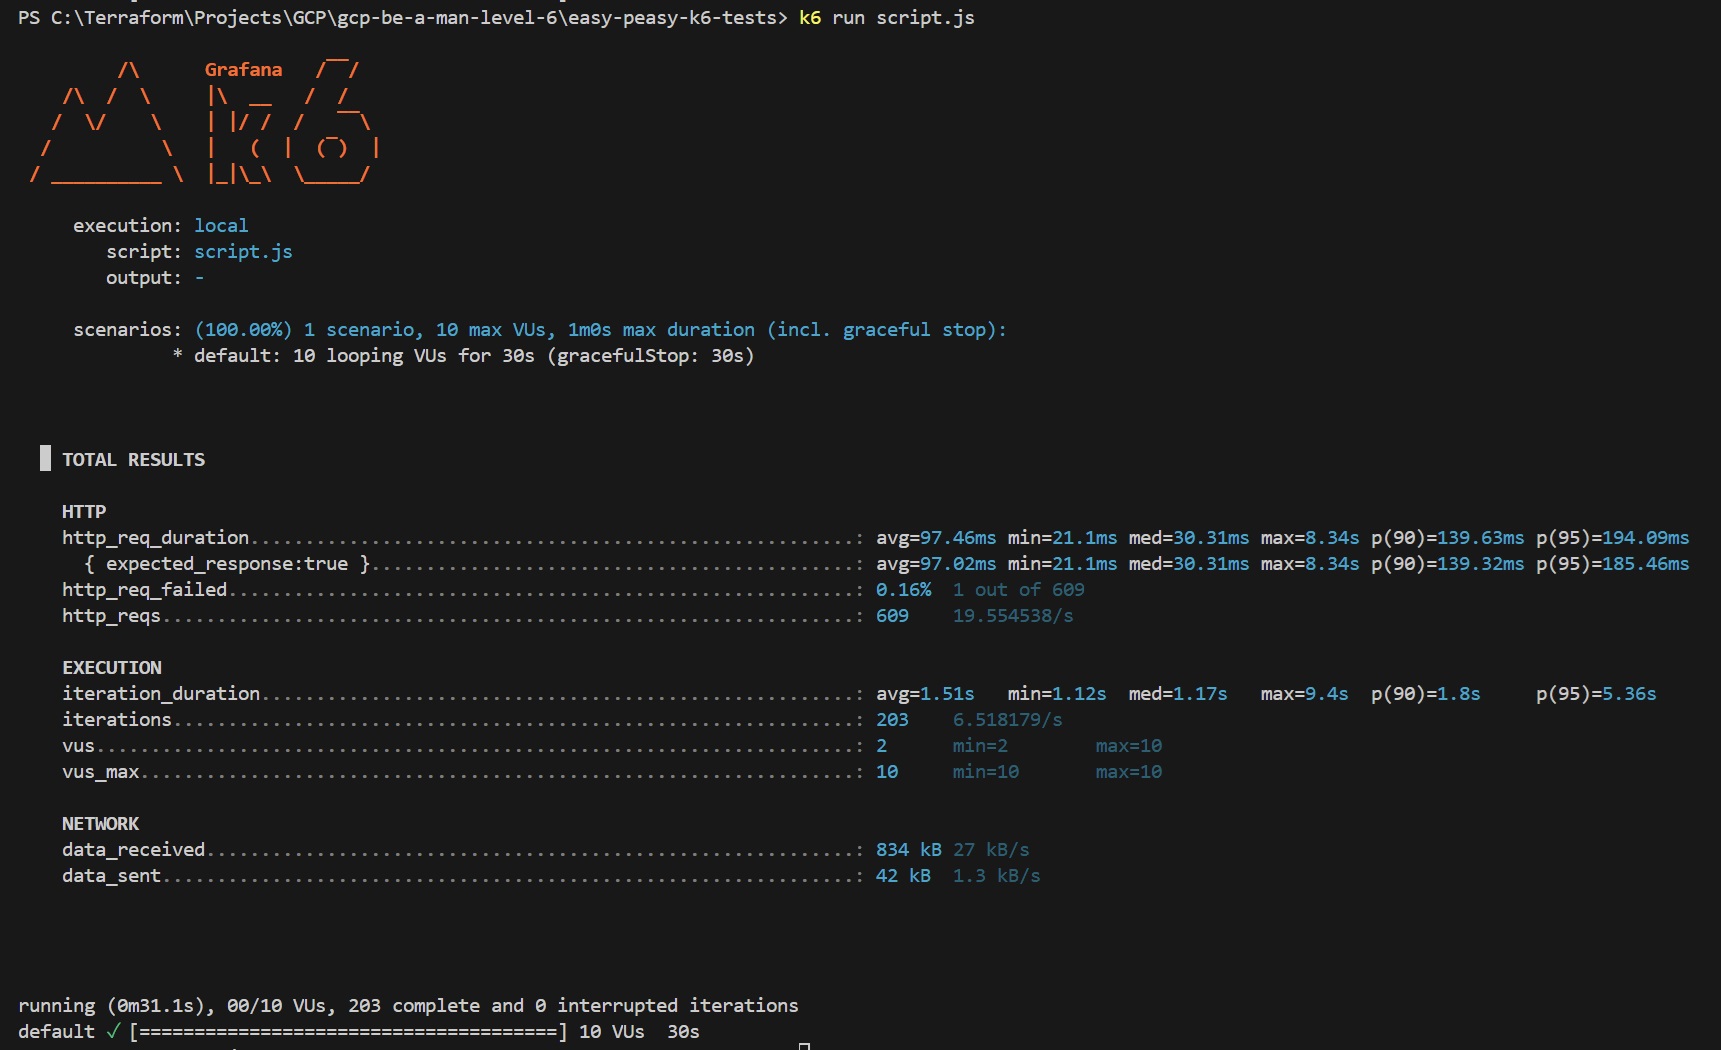 PS C:\Terraform\Projects\GCP\gcp-be-a-man-level-6\easy-peasy-k6-tests> k6 run script.js
Grafana
execution: local
script: script.js
output: -
scenarios: (100.00%) 1 scenario, 10 max VUs, 1m0s max duration (incl. graceful stop):
* default: 10 looping VUs for 30s (gracefulStop: 30s)
TOTAL RESULTS
HTTP
http_req_duration.......................................................: avg=97.46ms min=21.1ms med=30.31ms max=8.34s p(90)=139.63ms p(95)=194.09ms
{ expected_response:true }............................................: avg=97.02ms min=21.1ms med=30.31ms max=8.34s p(90)=139.32ms p(95)=185.46ms
http_req_failed.........................................................: 0.16% 1 out of 609
http_reqs...............................................................: 609 19.554538/s
EXECUTION
iteration_duration......................................................: avg=1.51s min=1.12s med=1.17s max=9.4s p(90)=1.8s p(95)=5.36s
iterations..............................................................: 203 6.518179/s
vus.....................................................................: 2 min=2 max=10
vus_max.................................................................: 10 min=10 max=10
NETWORK
data_received...........................................................: 834 kB 27 kB/s
data_sent...............................................................: 42 kB 1.3 kB/s
running (0m31.1s), 00/10 VUs, 203 complete and 0 interrupted iterations
default ✓ [======================================] 10 VUs 30s